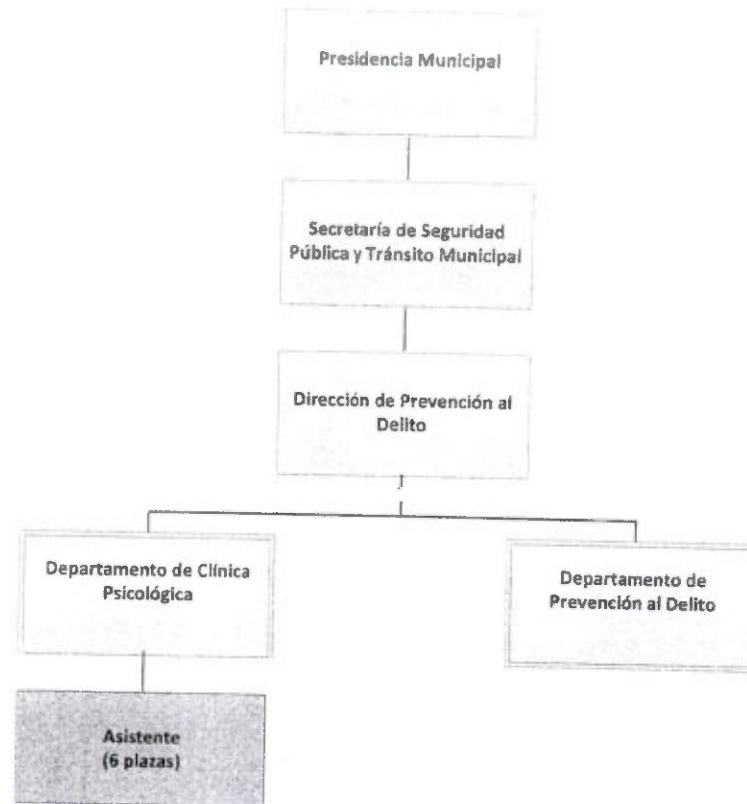 Presidencia Municipal
Secretaría de Seguridad
Pública y Tránsito Municipal
Dirección de Prevención al
Delito
Departamento de Clínica
Psicológica
Departamento de
Prevención al Delito
Asistente
(6 plazas)